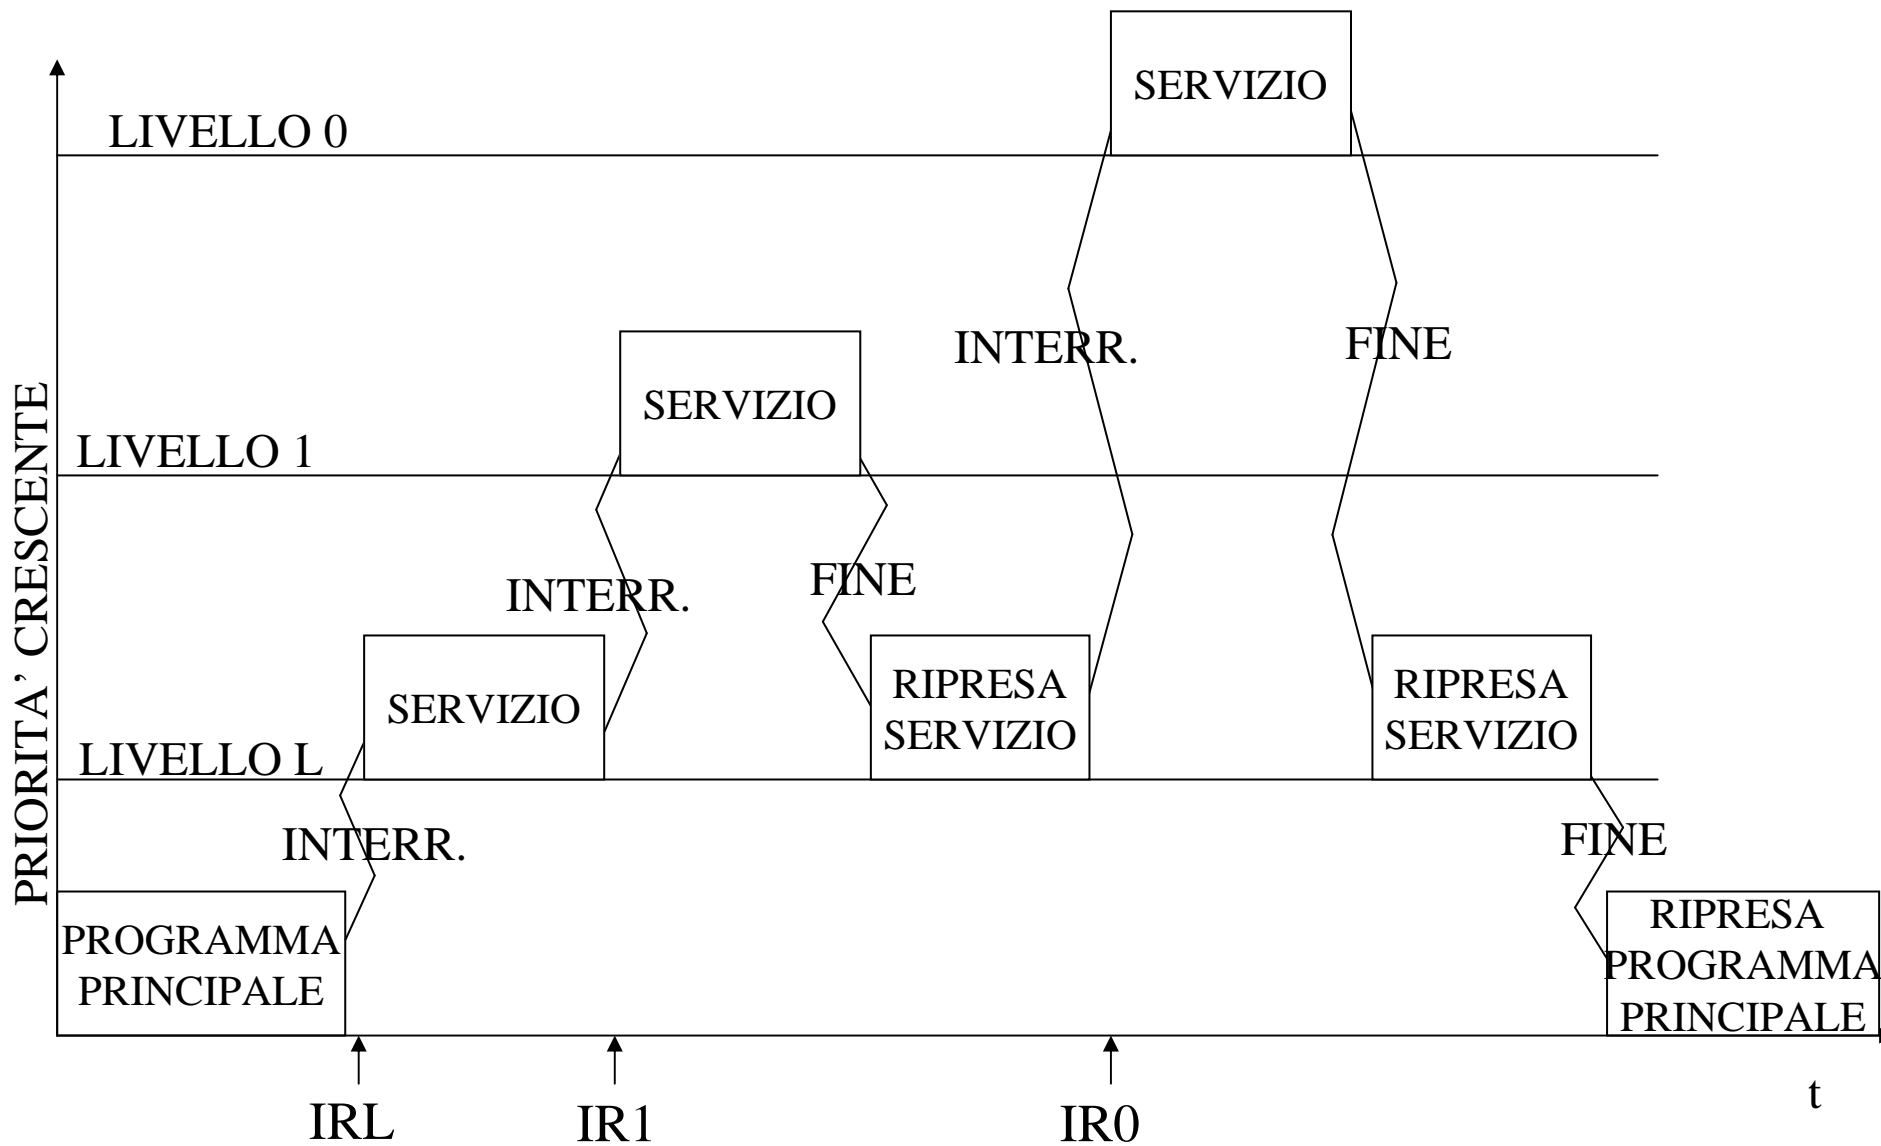 SERVIZIO
LIVELLO 0
INTERR.
FINE
SERVIZIO
LIVELLO 1
PRIORITA' CRESCENTE
INTERR.
FINE
SERVIZIO
RIPRESA
SERVIZIO
RIPRESA
SERVIZIO
LIVELLO L
INTERR.
FINE
PROGRAMMA
PRINCIPALE
RIPRESA
PROGRAMMA
PRINCIPALE
IRL
IR1
IR0
t